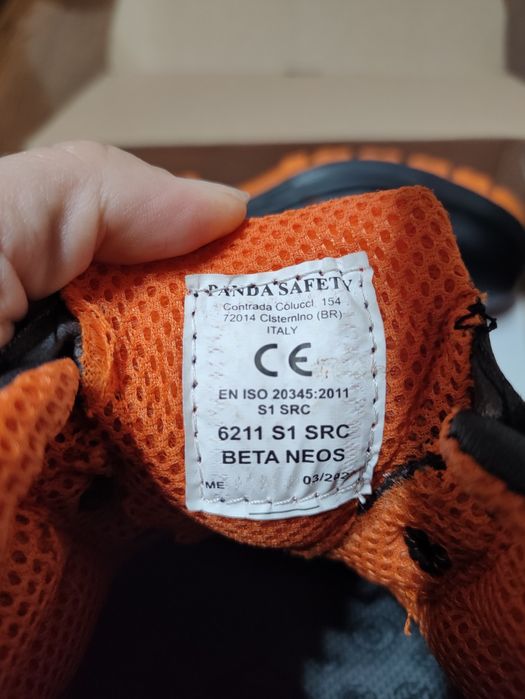 PANDA SAFETY
Contrada Colucci, 154
72014 Cisternino (BR)
ITALY
CE
EN ISO 20345:2011
S1 SRC
6211 S1 SRC
BETA NEOS
ME